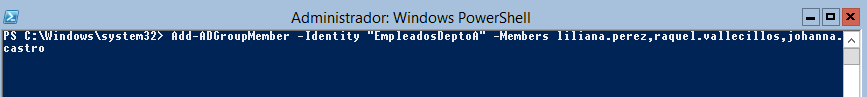 Administrador: Windows PowerShell
PS C:\Windows\system32> Add-ADGroupMember -Identity "EmpleadosDeptoA" -Members liliana.perez,raquel.vallecillos,johanna.
castro